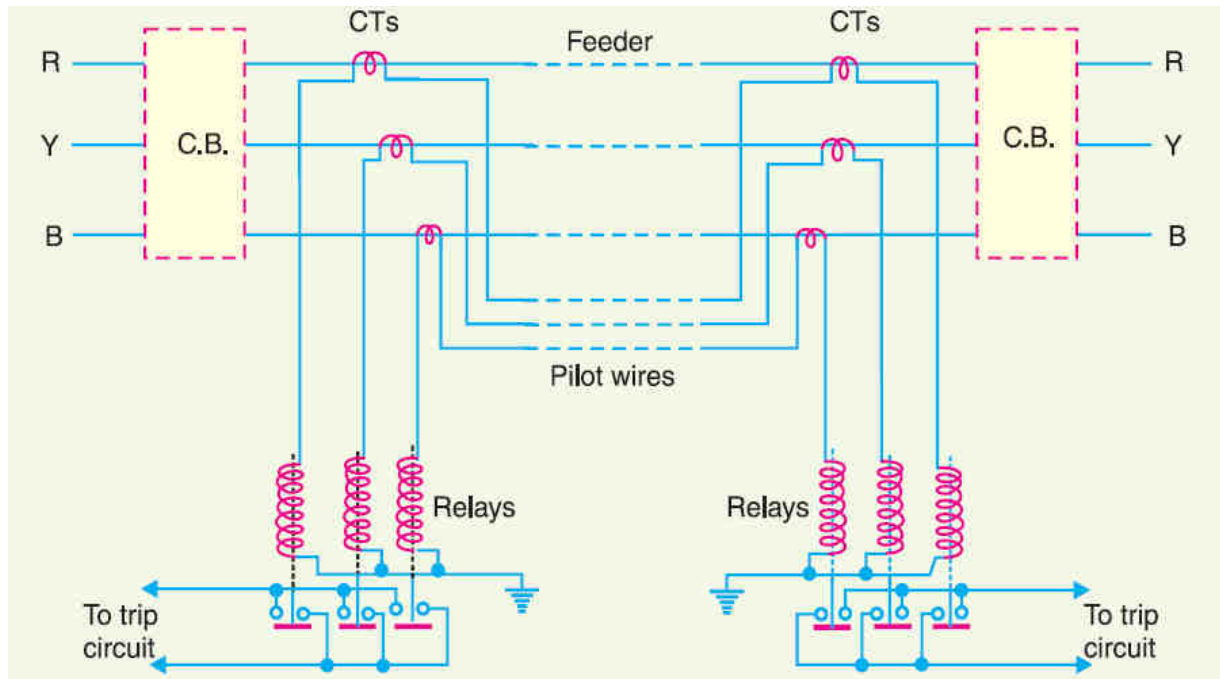 CTs
CTs
Feeder
R
R
C.B.
C.B.
Y
Y
B
B
Pilot wires
Relays
Relays
To trip
circuit
To trip
circuit